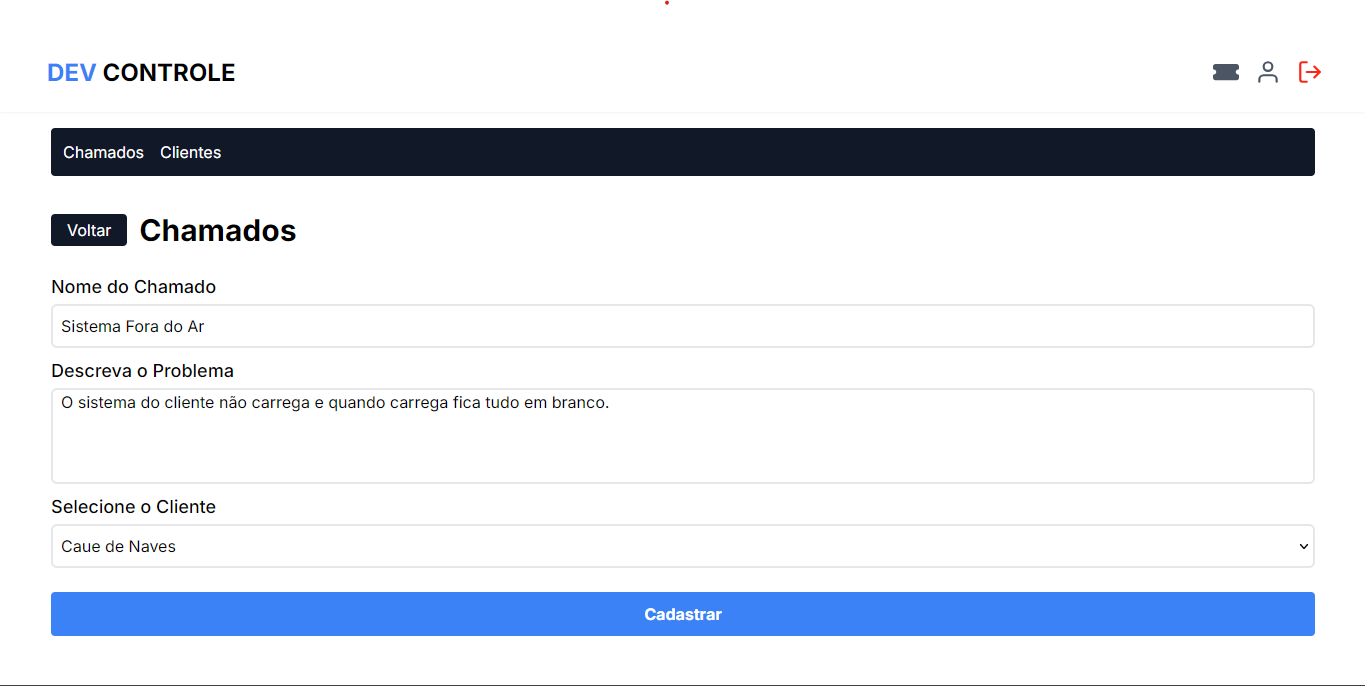 DEV CONTROLE
Chamados Clientes
Voltar Chamados
Nome do Chamado
Sistema Fora do Ar
Descreva o Problema
O sistema do cliente não carrega e quando carrega fica tudo em branco.
Selecione o Cliente
Caue de Naves
Cadastrar